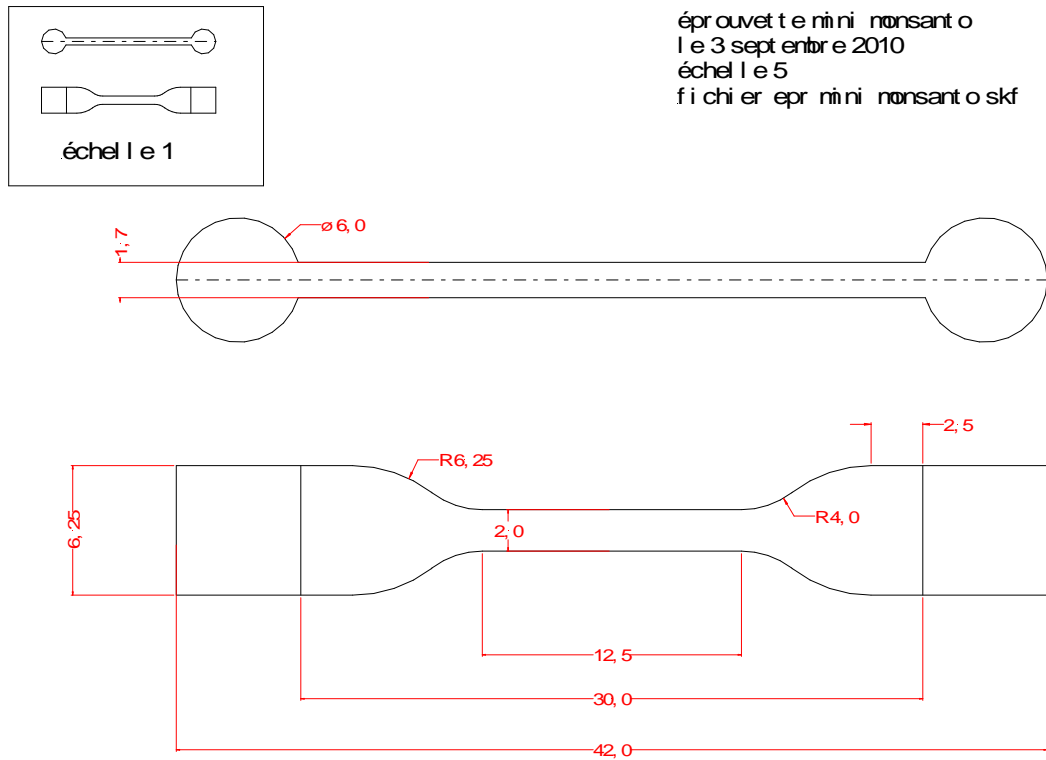 éprouvette mini monsanto
le 3 septembre 2010
échelle 5
fichier epr mini monsanto skf
échelle 1
ø6,0
1,7
2,5
R6,25
R4,0
2,0
6,25
12,5
30,0
42,0